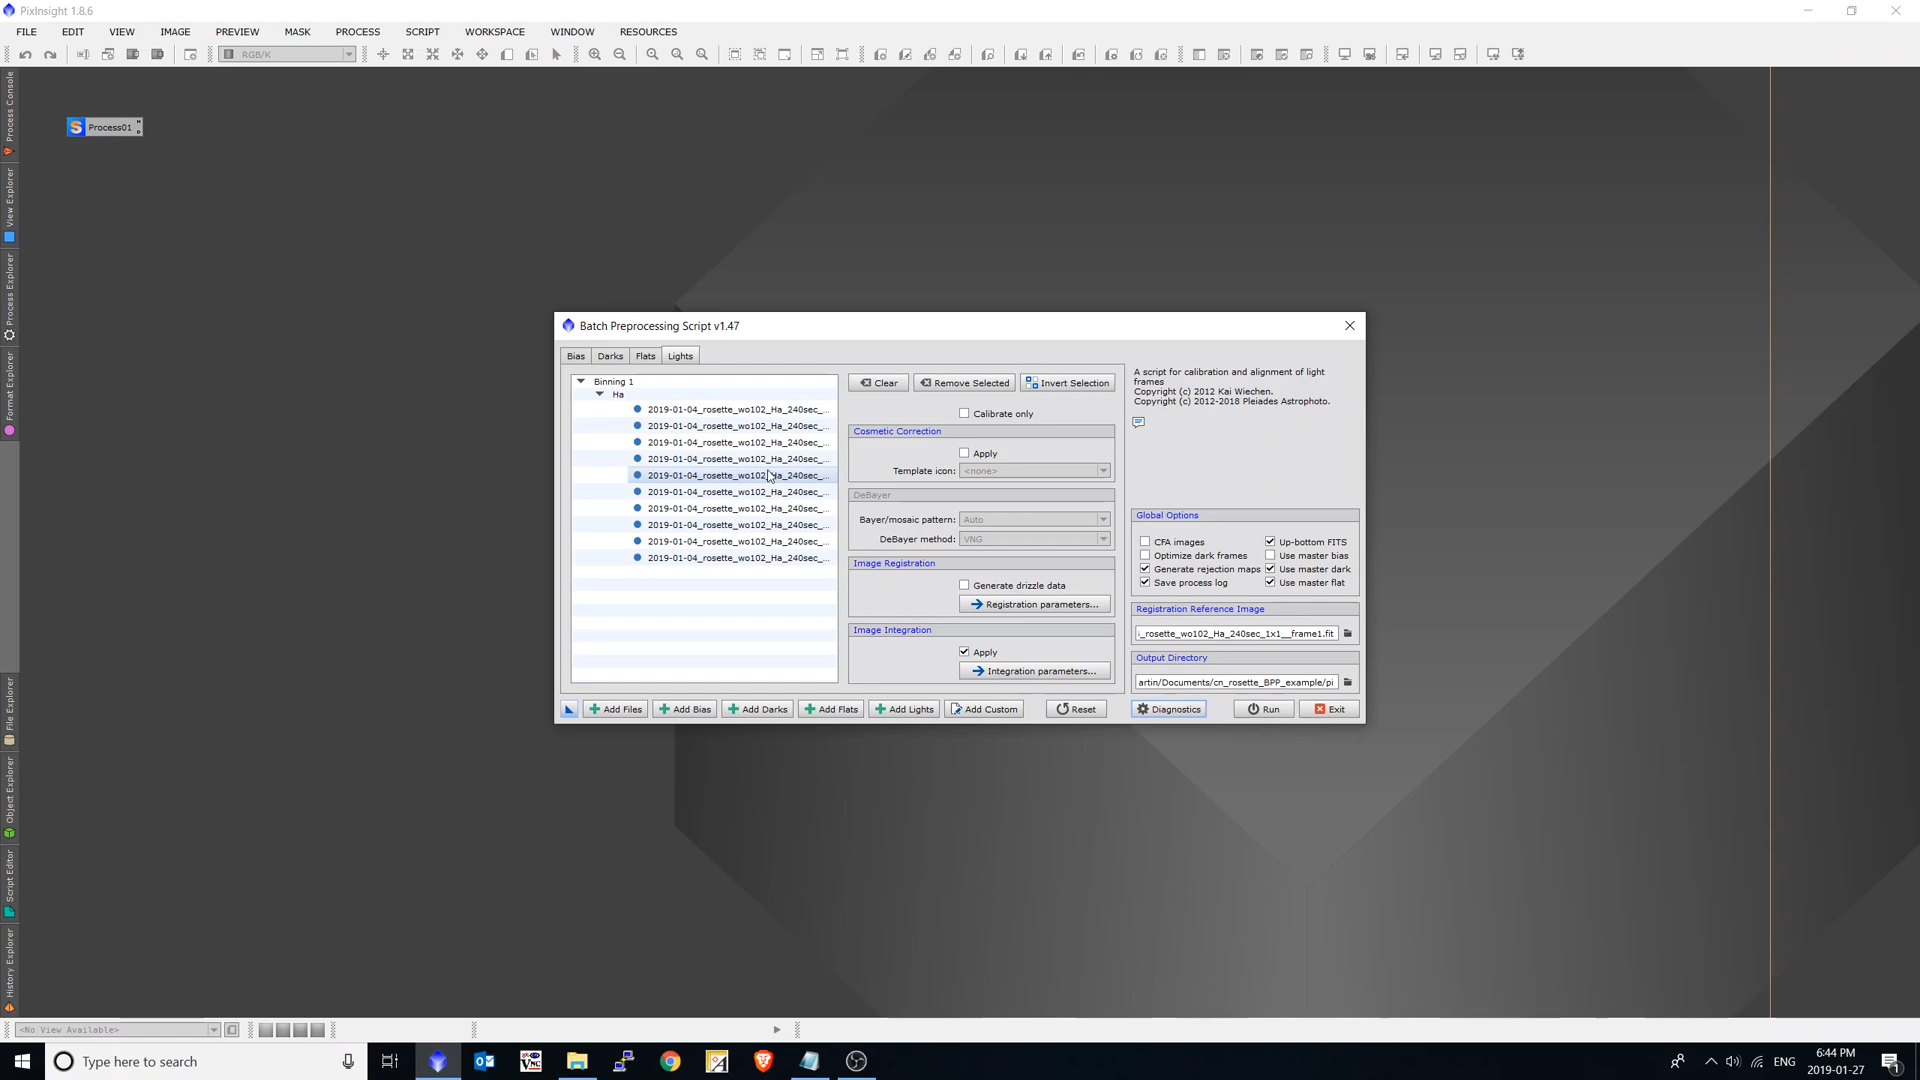 PixInsight 1.8.6
FILE EDIT VIEW IMAGE PREVIEW MASK PROCESS SCRIPT WORKSPACE WINDOW RESOURCES
RGB/K
Process Console
View Explorer
Process Explorer
Format Explorer
File Explorer
Object Explorer
Script Editor
History Explorer
Process01
Batch Preprocessing Script v1.47
Bias Darks Flats Lights
Binning 1
Ha
2019-01-04_rosette_wo102_Ha_240sec_...
2019-01-04_rosette_wo102_Ha_240sec_...
2019-01-04_rosette_wo102_Ha_240sec_...
2019-01-04_rosette_wo102_Ha_240sec_...
2019-01-04_rosette_wo102_Ha_240sec_...
2019-01-04_rosette_wo102_Ha_240sec_...
2019-01-04_rosette_wo102_Ha_240sec_...
2019-01-04_rosette_wo102_Ha_240sec_...
2019-01-04_rosette_wo102_Ha_240sec_...
2019-01-04_rosette_wo102_Ha_240sec_...
Clear Remove Selected Invert Selection
Calibrate only
Cosmetic Correction
Apply
Template icon: <none>
DeBayer
Bayer/mosaic pattern: Auto
DeBayer method: VNG
Image Registration
Generate drizzle data
Registration parameters...
Image Integration
Apply
Integration parameters...
A script for calibration and alignment of light
frames
Copyright (c) 2012 Kai Wiechen.
Copyright (c) 2012-2018 Pleiades Astrophoto.
Global Options
CFA images Up-bottom FITS
Optimize dark frames Use master bias
Generate rejection maps Use master dark
Save process log Use master flat
Registration Reference Image
i_rosette_wo102_Ha_240sec_1x1__frame1.fit
Output Directory
artin/Documents/cn_rosette_BPP_example/pi
Add Files Add Bias Add Darks Add Flats Add Lights Add Custom Reset Diagnostics Run Exit
<No View Available>
Type here to search
ENG
6:44 PM
2019-01-27